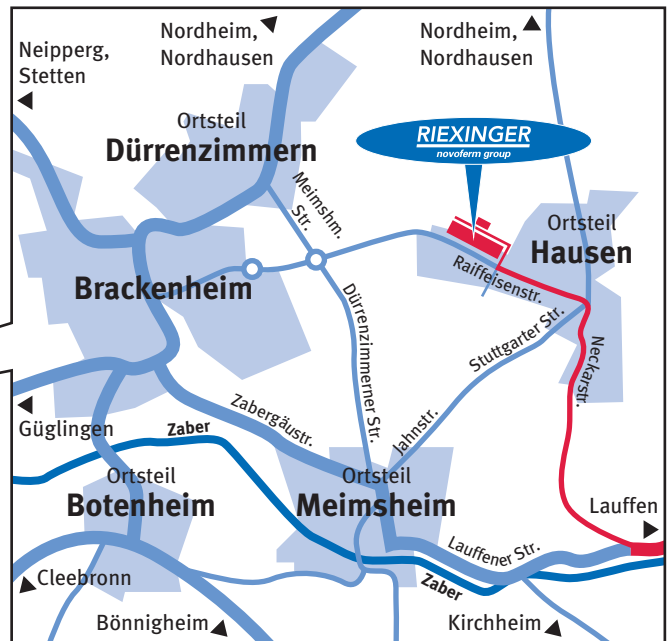 Nordheim,
Nordhausen
Nordheim,
Nordhausen
Neipperg,
Stetten
Ortsteil
Dürrenzimmern
RIEXINGER
novoferm group
Meimshm.
Str.
Ortsteil
Hausen
Raiffeisenstr.
Brackenheim
Dürrenzimmerner Str.
Stuttgarter Str.
Neckarstr.
Zabergäustr.
Jahnstr.
Güglingen
Zaber
Ortsteil
Botenheim
Ortsteil
Meimsheim
Lauffen
Lauffener Str.
Zaber
Cleebronn
Bönnigheim
Kirchheim